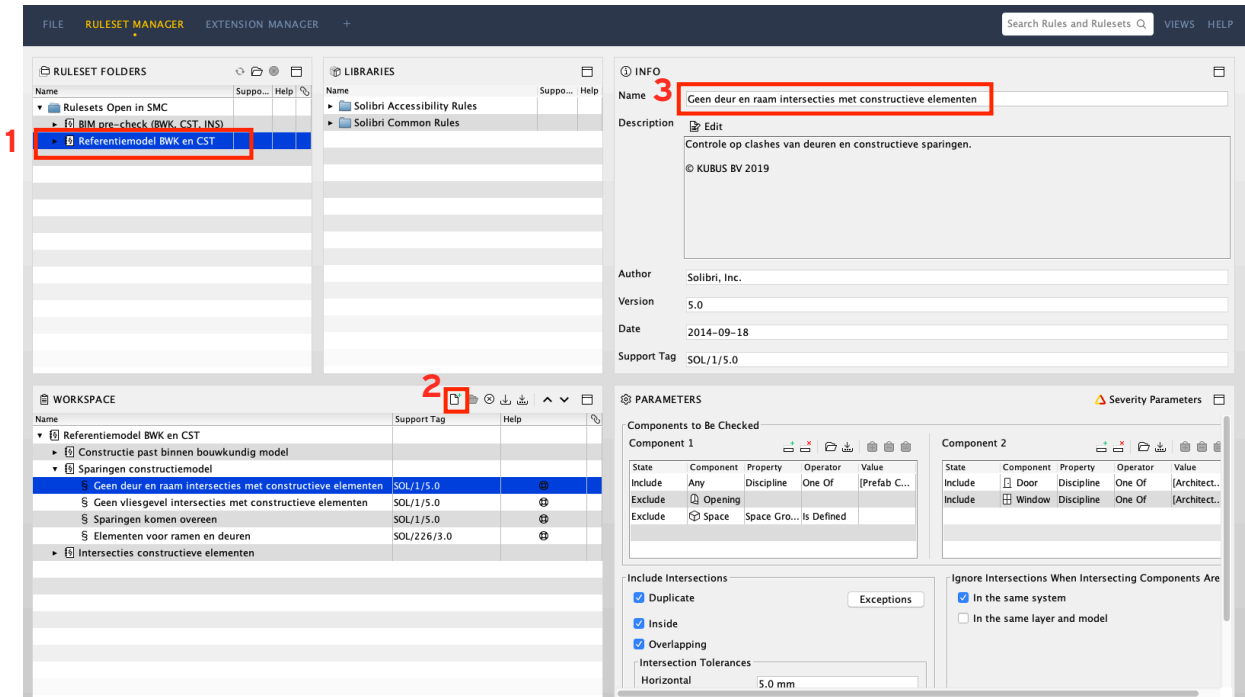 FILE RULESET MANAGER EXTENSION MANAGER + Search Rules and Rulesets VIEWS HELP
RULESET FOLDERS
Name Suppo... Help
Rulesets Open in SMC
BIM pre-check (BWK, CST, INS)
1
Referentiemodel BWK en CST
LIBRARIES
Name Suppo... Help
Solibri Accessibility Rules
Solibri Common Rules
INFO
Name 3 Geen deur en raam intersecties met constructieve elementen
Description Edit
Controle op clashes van deuren en constructieve sparingen.
© KUBUS BV 2019
Author Solibri, Inc.
Version 5.0
Date 2014-09-18
Support Tag SOL/1/5.0
2
WORKSPACE
Name Support Tag Help
Referentiemodel BWK en CST
Constructie past binnen bouwkundig model
Sparingen constructiemodel
§ Geen deur en raam intersecties met constructieve elementen SOL/1/5.0
§ Geen vliesgevel intersecties met constructieve elementen SOL/1/5.0
§ Sparingen komen overeen SOL/1/5.0
§ Elementen voor ramen en deuren SOL/226/3.0
Intersecties constructieve elementen
PARAMETERS Severity Parameters
Components to Be Checked
Component 1
State Component Property Operator Value
Include Any Discipline One Of [Prefab C...
Exclude Opening
Exclude Space Space Gro... Is Defined
Component 2
State Component Property Operator Value
Include Door Discipline One Of [Architect..
Include Window Discipline One Of [Architect..
Include Intersections
Duplicate Exceptions
Inside
Overlapping
Intersection Tolerances
Horizontal 5.0 mm
Ignore Intersections When Intersecting Components Are
In the same system
In the same layer and model